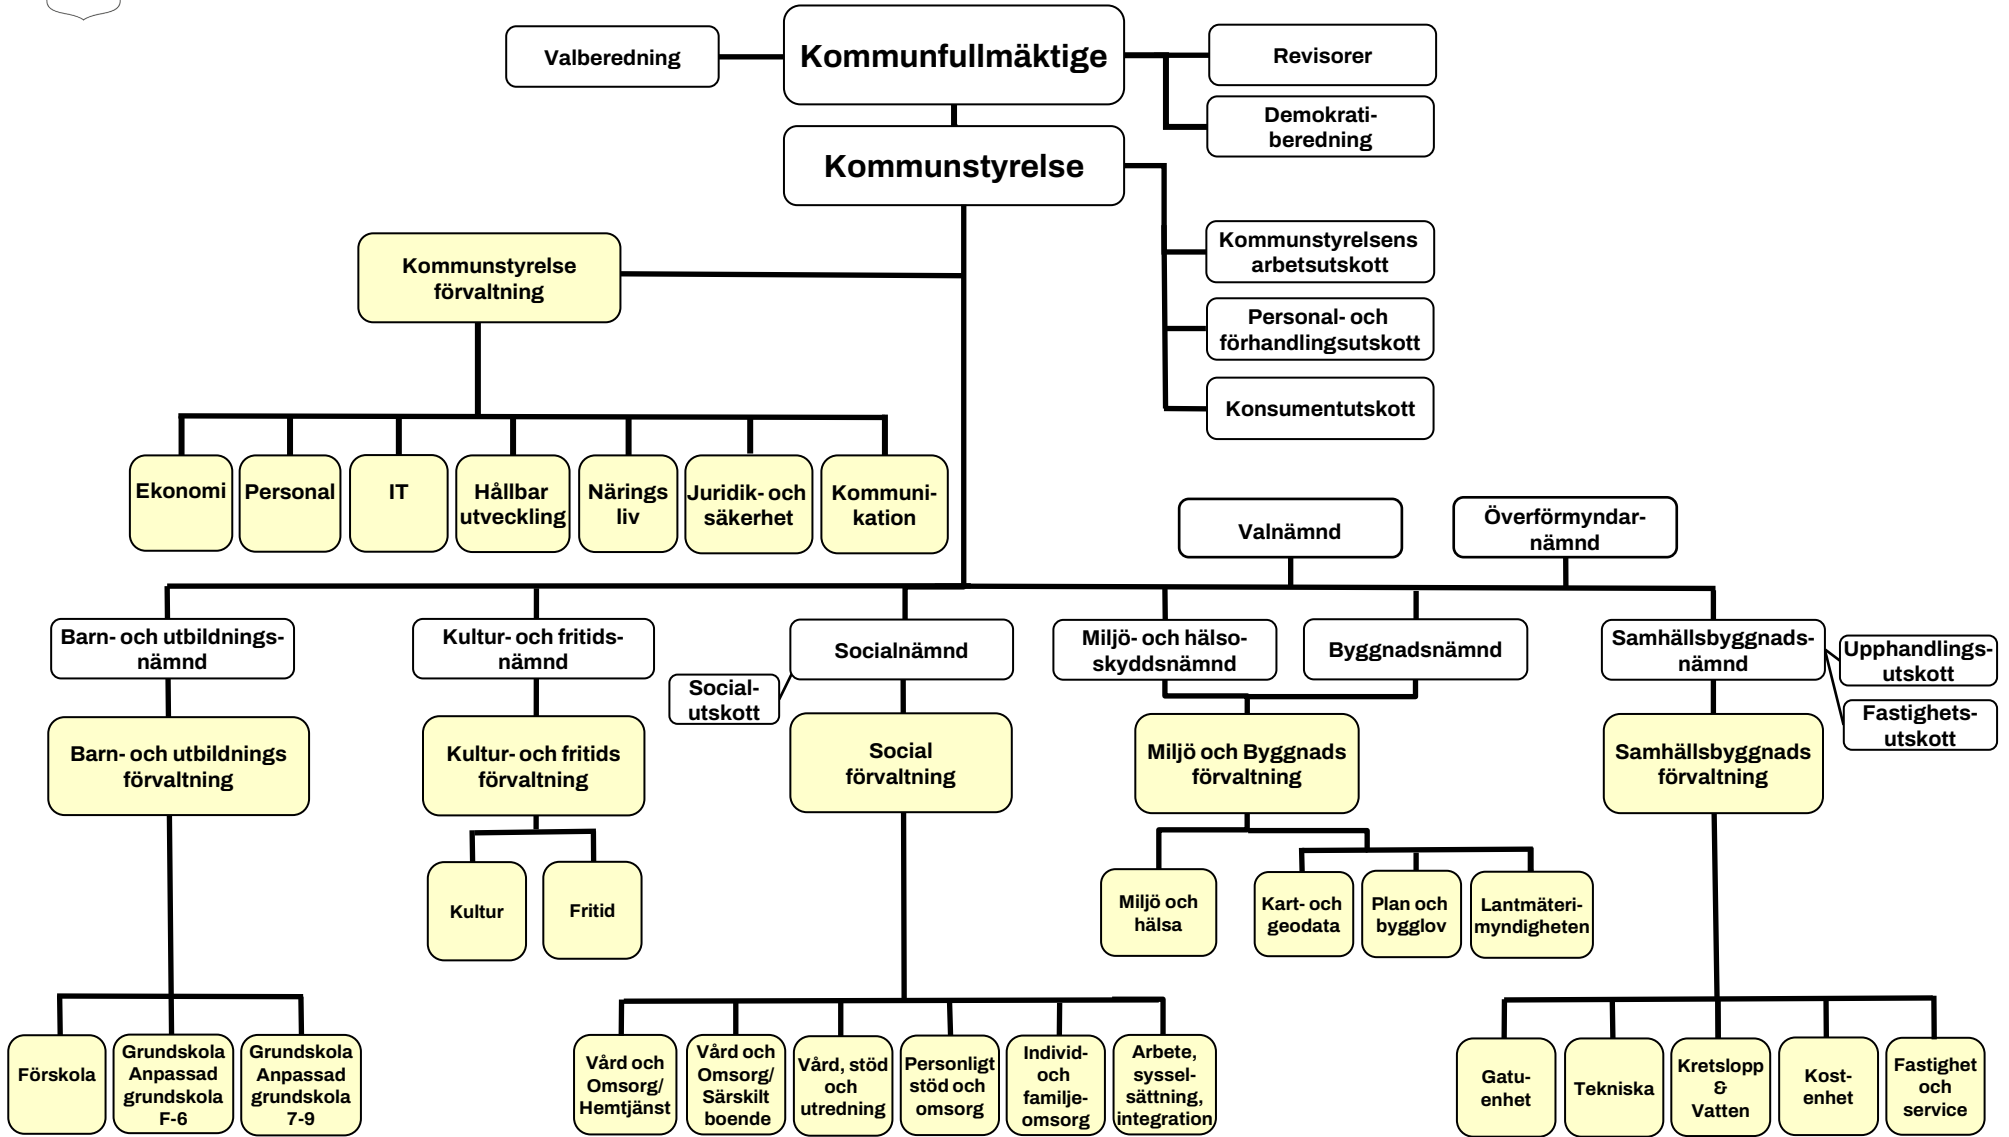 Valberedning
Kommunfullmäktige
Revisorer
Demokrati-
beredning
Kommunstyrelse
Kommunstyrelsens
arbetsutskott
Personal- och
förhandlingsutskott
Konsumentutskott
Kommunstyrelse
förvaltning
Ekonomi
Personal
IT
Hållbar
utveckling
Närings
liv
Juridik- och
säkerhet
Kommuni-
kation
Valnämnd
Överförmyndar-
nämnd
Barn- och utbildnings-
nämnd
Kultur- och fritids-
nämnd
Socialnämnd
Social-
utskott
Miljö- och hälso-
skyddsnämnd
Byggnadsnämnd
Samhällsbyggnads-
nämnd
Upphandlings-
utskott
Fastighets-
utskott
Barn- och utbildnings
förvaltning
Kultur- och fritids
förvaltning
Social
förvaltning
Miljö och Byggnads
förvaltning
Samhällsbyggnads
förvaltning
Kultur
Fritid
Miljö och
hälsa
Kart- och
geodata
Plan och
bygglov
Lantmäteri-
myndigheten
Förskola
Grundskola
Anpassad
grundskola
F-6
Grundskola
Anpassad
grundskola
7-9
Vård och
Omsorg/
Hemtjänst
Vård och
Omsorg/
Särskilt
boende
Vård, stöd
och
utredning
Personligt
stöd och
omsorg
Individ-
och
familje-
omsorg
Arbete,
syssel-
sättning,
integration
Gatu-
enhet
Tekniska
Kretslopp
&
Vatten
Kost-
enhet
Fastighet
och
service